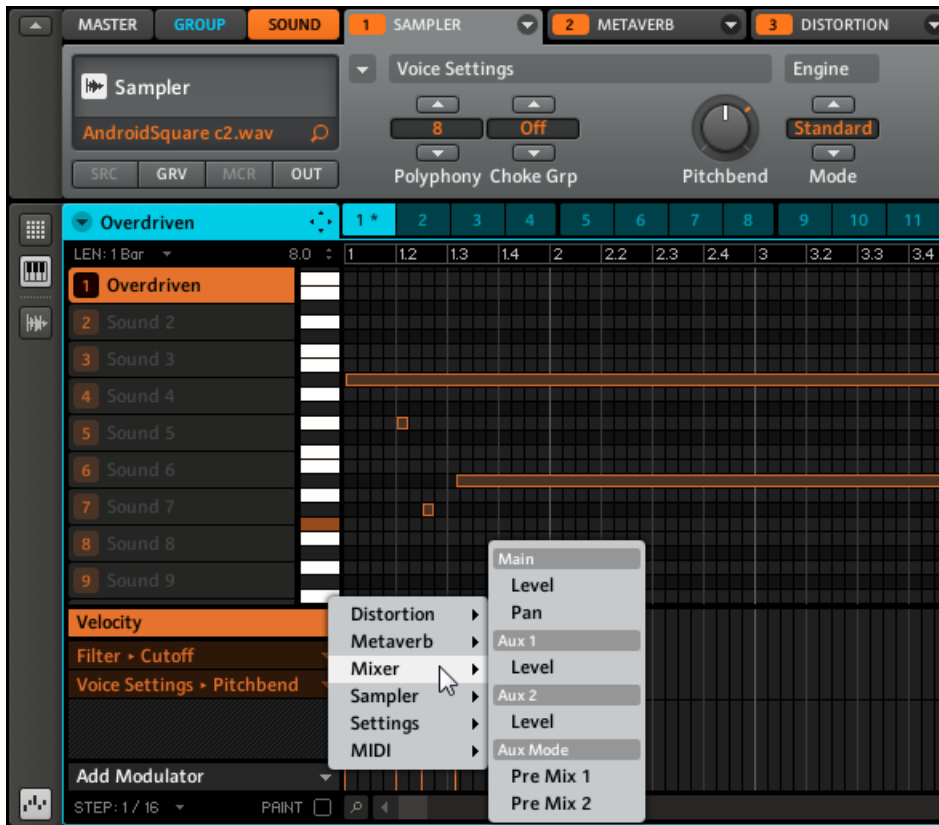 MASTER GROUP SOUND 1 SAMPLER 2 METAVERB 3 DISTORTION
Sampler
AndroidSquare c2.wav
SRC GRV MCR OUT
Voice Settings Engine
8 Off Standard
Polyphony Choke Grp Pitchbend Mode
Overdriven 1 * 2 3 4 5 6 7 8 9 10 11
LEN: 1 Bar 8.0 1 1.2 1.3 1.4 2 2.2 2.3 2.4 3 3.2 3.3 3.4
1 Overdriven
2 Sound 2
3 Sound 3
4 Sound 4
5 Sound 5
6 Sound 6
7 Sound 7
8 Sound 8
9 Sound 9
Velocity
Filter ▸ Cutoff
Voice Settings ▸ Pitchbend
Add Modulator
STEP: 1 / 16 PAINT
Distortion
Metaverb
Mixer
Sampler
Settings
MIDI
Main
Level
Pan
Aux 1
Level
Aux 2
Level
Aux Mode
Pre Mix 1
Pre Mix 2